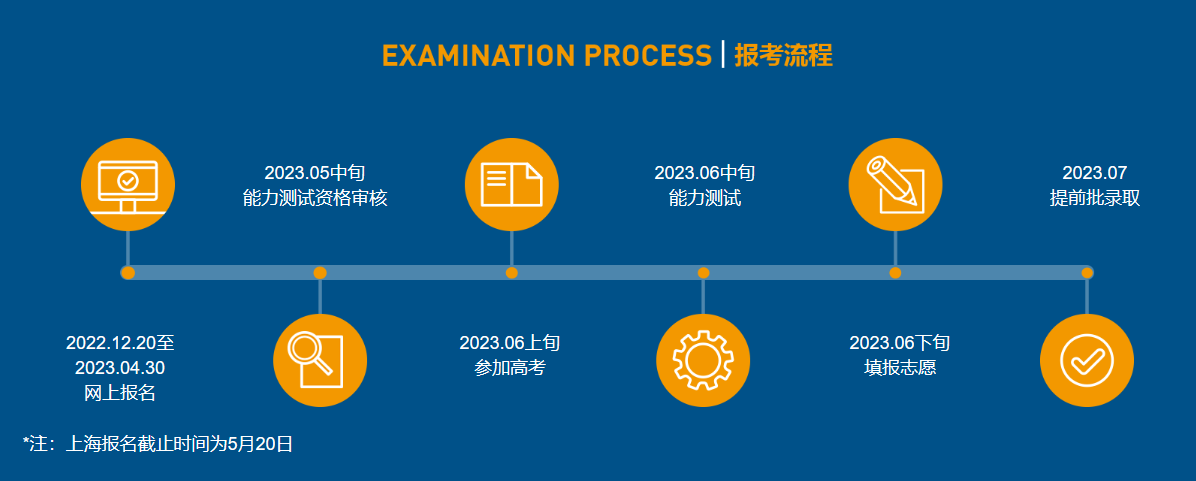 EXAMINATION PROCESS | 报考流程
2022.12.20至
2023.04.30
网上报名
2023.05中旬
能力测试资格审核
2023.06上旬
参加高考
2023.06中旬
能力测试
2023.06下旬
填报志愿
2023.07
提前批录取
*注：上海报名截止时间为5月20日